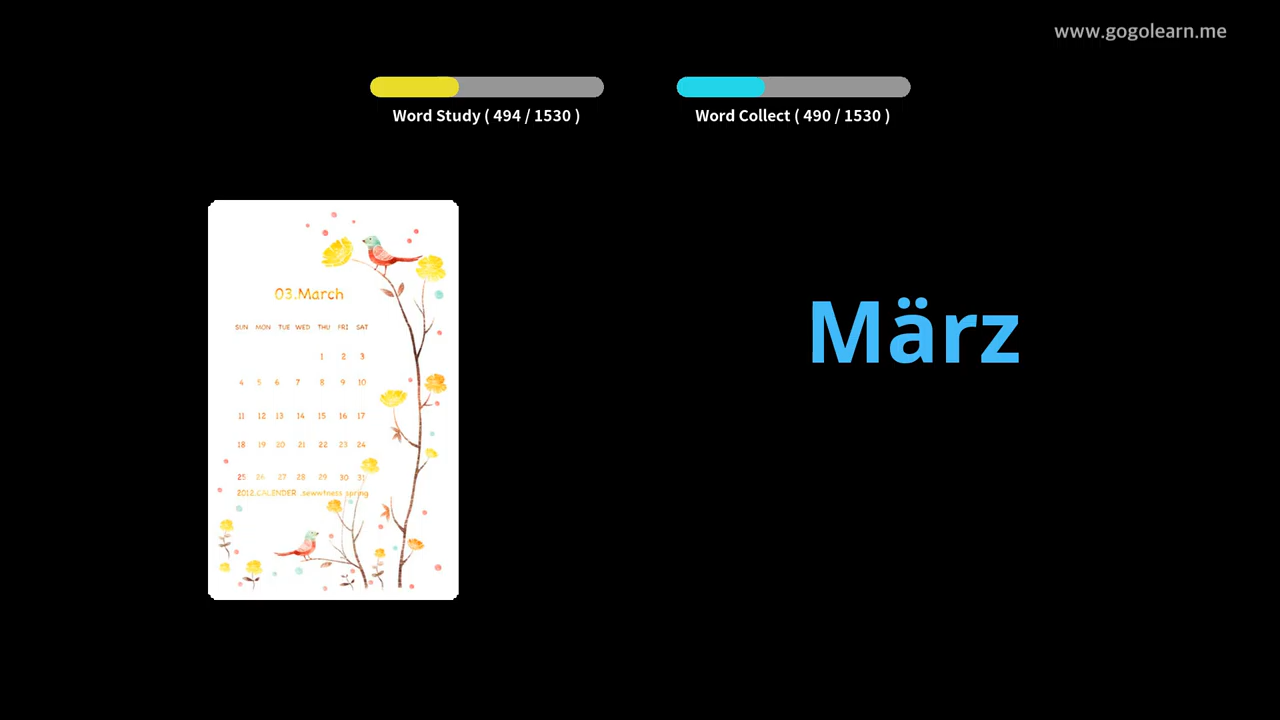 www.gogolearn.me
Word Study ( 494 / 1530 )
Word Collect ( 490 / 1530 )
03.March
SUN MON TUE WED THU FRI SAT
1 2 3
4 5 6 7 8 9 10
11 12 13 14 15 16 17
18 19 20 21 22 23 24
25 26 27 28 29 30 31
2012.CALENDER .sewwtness spring
März